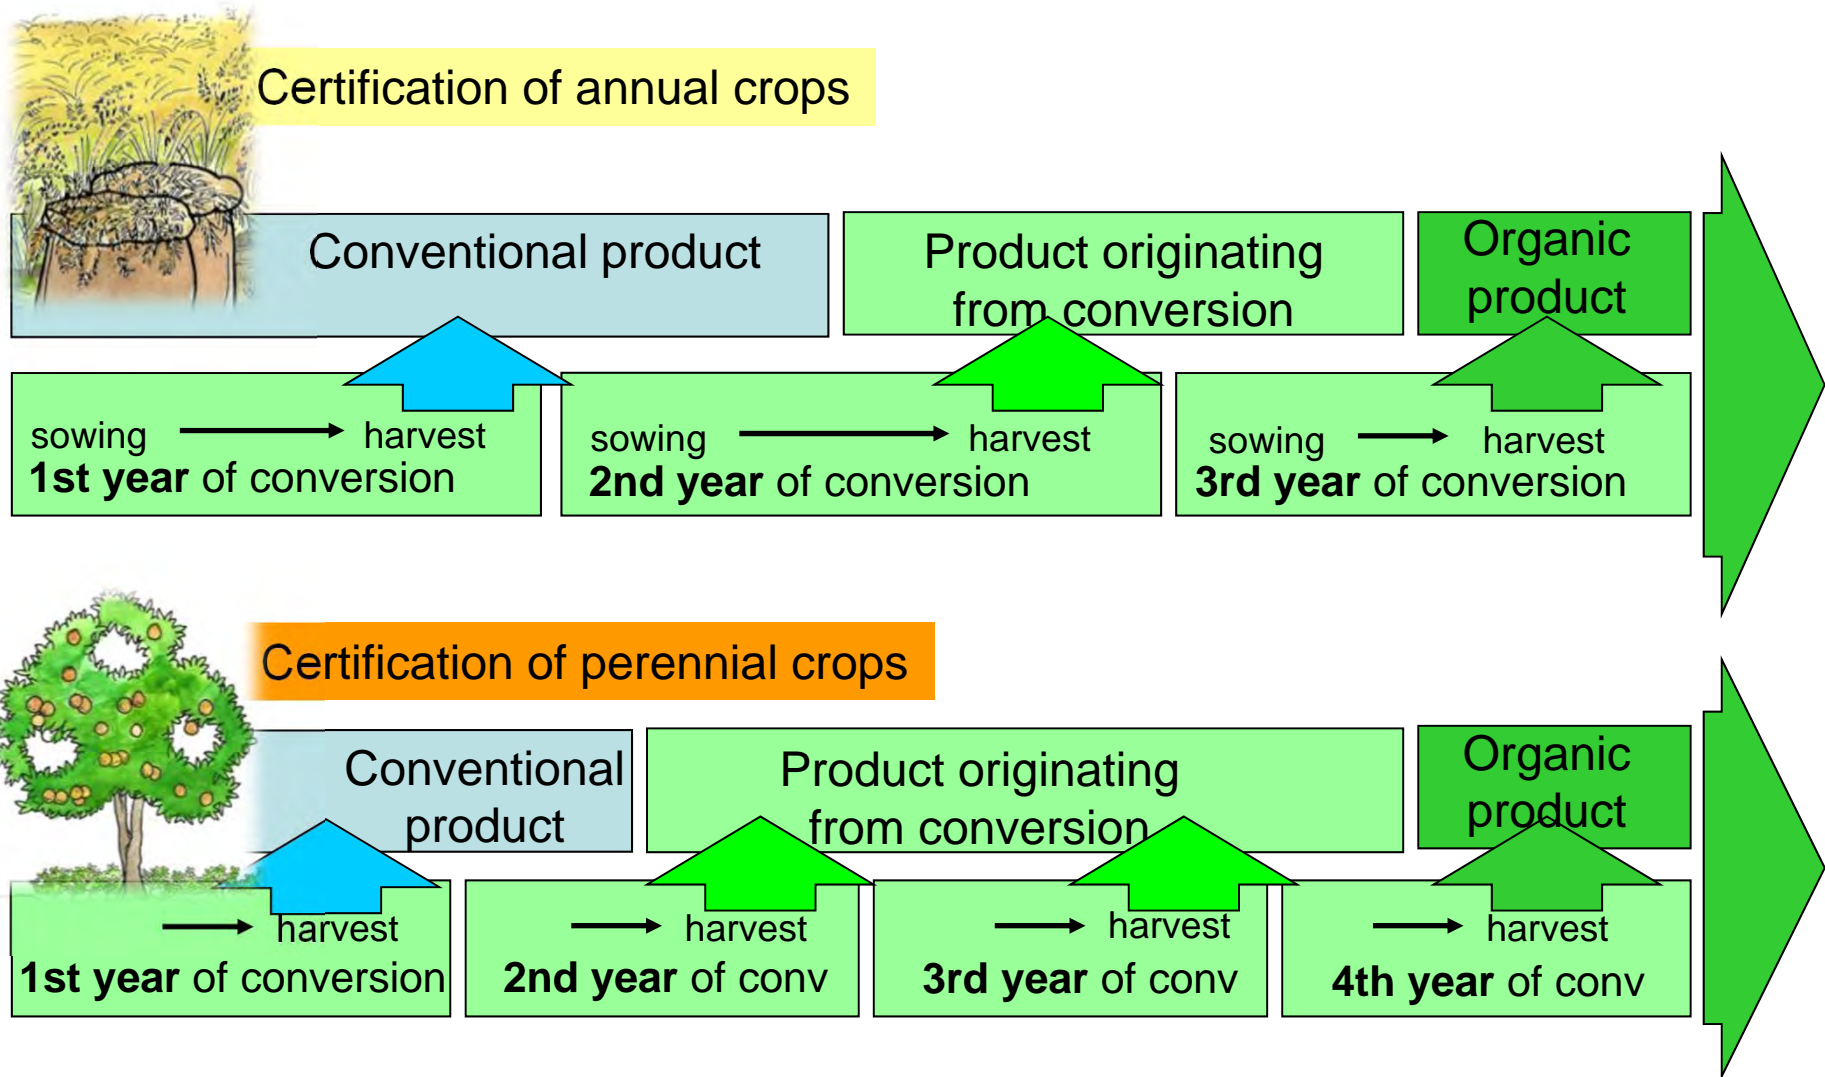 Certification of annual crops
Conventional product
Product originating
from conversion
Organic
product
sowing harvest
1st year of conversion
sowing harvest
2nd year of conversion
sowing harvest
3rd year of conversion
Certification of perennial crops
Conventional
product
Product originating
from conversion
Organic
product
harvest
1st year of conversion
harvest
2nd year of conv
harvest
3rd year of conv
harvest
4th year of conv